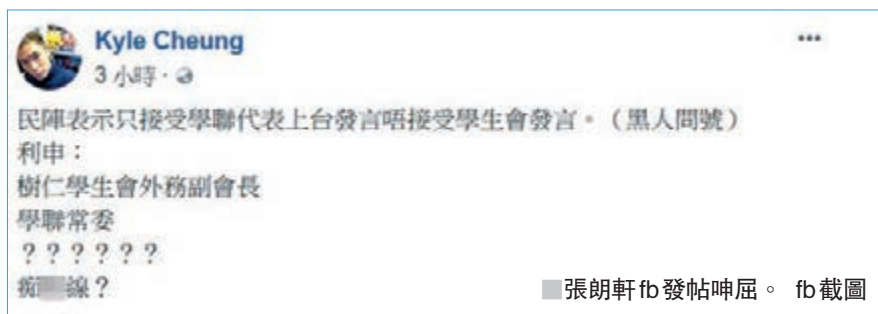 Kyle Cheung
3 小時 ·
民陣表示只接受學聯代表上台發言唔接受學生會發言。（黑人問號）
利申：
樹仁學生會外務副會長
學聯常委
？？？？？？
痴 線？
■張朗軒fb發帖呻屈。 fb截圖